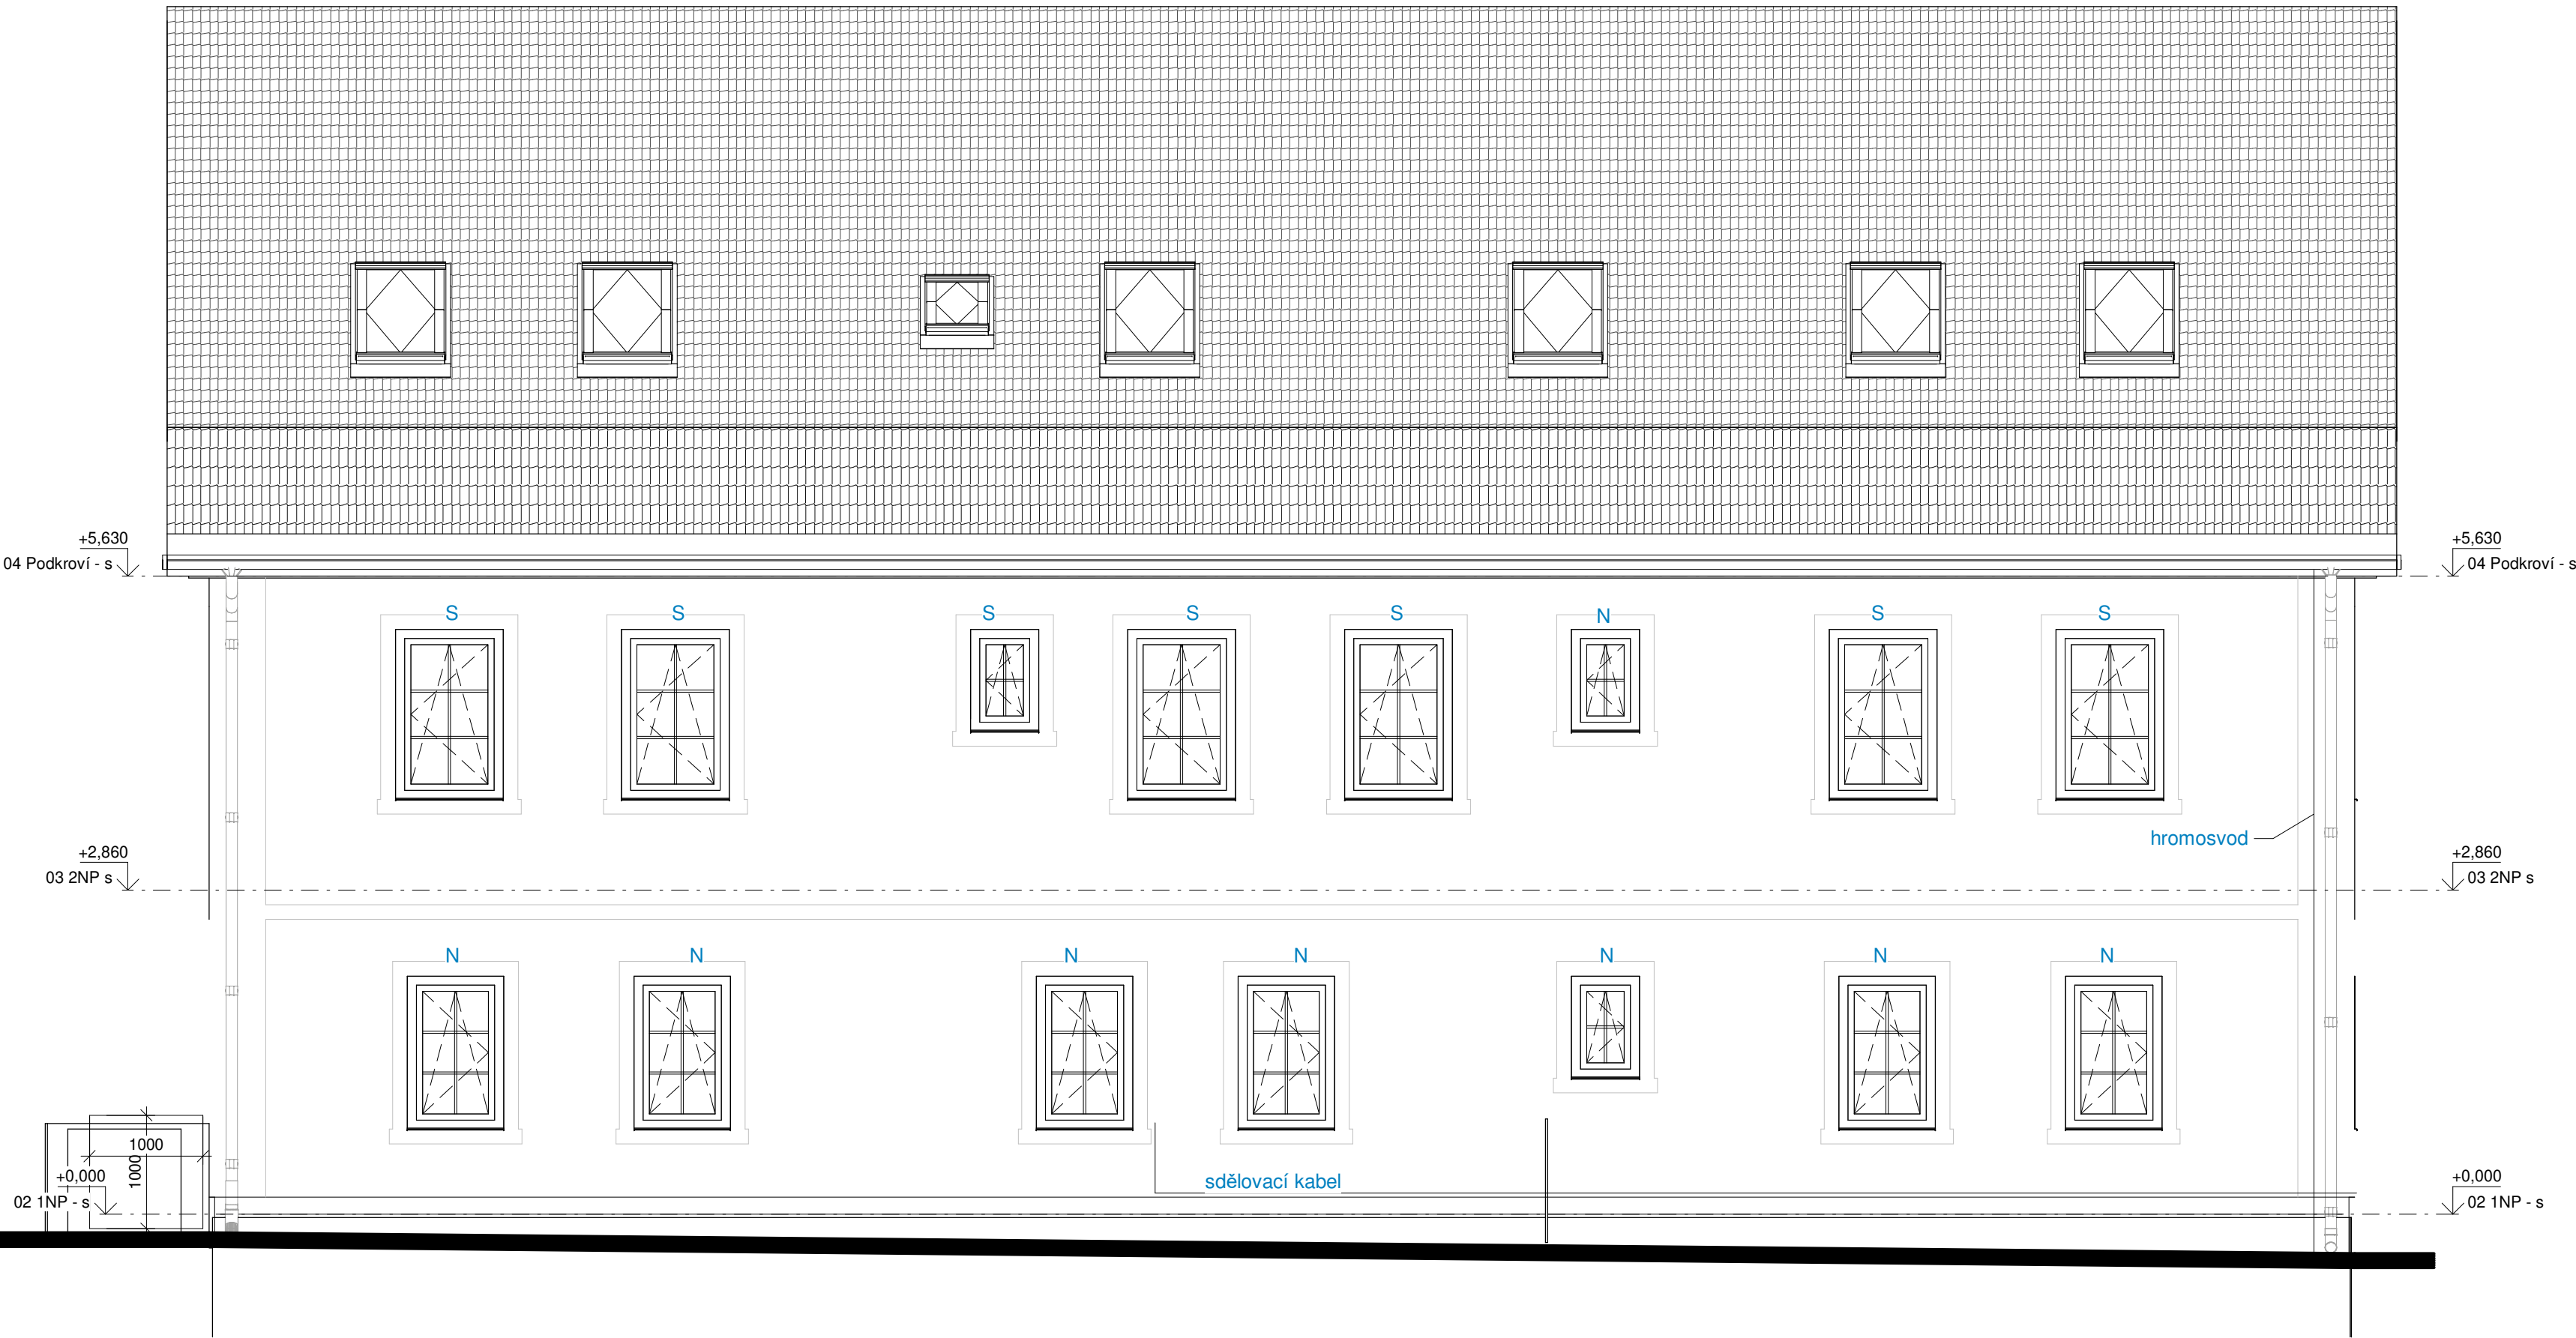 +5,630
04 Podkroví - s
+5,630
04 Podkroví - s
S
S
S
S
S
N
S
S
hromosvod
+2,860
03 2NP s
+2,860
03 2NP s
N
N
N
N
N
N
N
1000
1000
+0,000
02 1NP - s
sdělovací kabel
+0,000
02 1NP - s